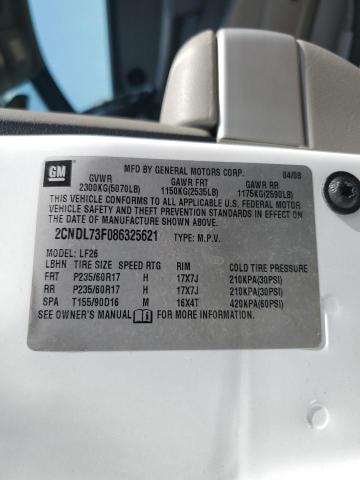 GM
MFD BY GENERAL MOTORS CORP. 04/08
GVWR GAWR FRT GAWR RR
2300KG(5070LB) 1150KG(2535LB) 1175KG(2590LB)
THIS VEHICLE CONFORMS TO ALL APPLICABLE U.S. FEDERAL MOTOR
VEHICLE SAFETY AND THEFT PREVENTION STANDARDS IN EFFECT ON
THE DATE OF MANUFACTURE SHOWN ABOVE.
2CNDL73F086325621 TYPE: M.P.V.
MODEL: LF26
LBHN TIRE SIZE SPEED RTG RIM COLD TIRE PRESSURE
FRT P235/60R17 H 17X7J 210KPA(30PSI)
RR P235/60R17 H 17X7J 210KPA(30PSI)
SPA T155/90D16 M 16X4T 420KPA(60PSI)
SEE OWNER'S MANUAL FOR MORE INFORMATION.